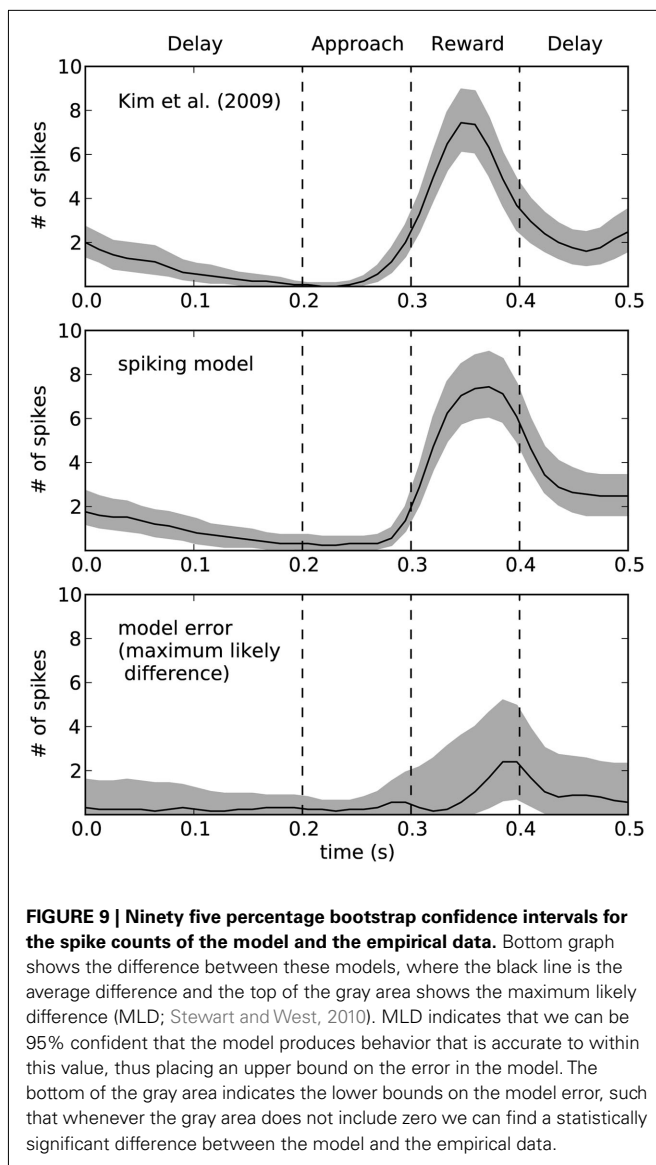 Delay Approach Reward Delay
10
Kim et al. (2009)
8
6
4
2
# of spikes
0.0 0.1 0.2 0.3 0.4 0.5
10
spiking model
8
6
4
2
# of spikes
0.0 0.1 0.2 0.3 0.4 0.5
10
model error
(maximum likely
difference)
8
6
4
2
# of spikes
0.0 0.1 0.2 0.3 0.4 0.5
time (s)
FIGURE 9 | Ninety five percentage bootstrap confidence intervals for
the spike counts of the model and the empirical data. Bottom graph
shows the difference between these models, where the black line is the
average difference and the top of the gray area shows the maximum likely
difference (MLD; Stewart and West, 2010). MLD indicates that we can be
95% confident that the model produces behavior that is accurate to within
this value, thus placing an upper bound on the error in the model. The
bottom of the gray area indicates the lower bounds on the model error, such
that whenever the gray area does not include zero we can find a statistically
significant difference between the model and the empirical data.